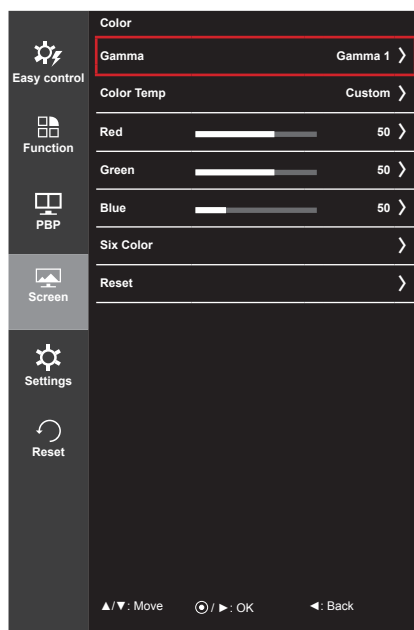 Color
Gamma Gamma 1
Easy control
Color Temp Custom
Red 50
Function
Green 50
Blue 50
PBP
Six Color
Reset
Screen
Settings
Reset
▲/▼: Move ⦿ / ►: OK ◄: Back